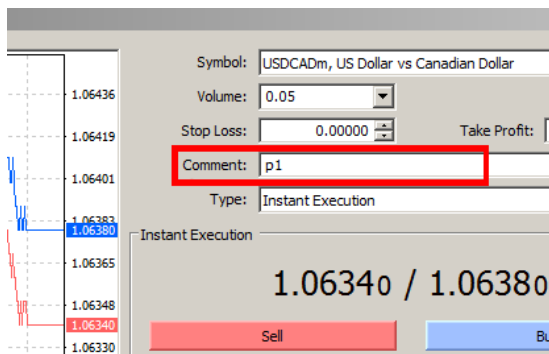 Symbol: USDCADm, US Dollar vs Canadian Dollar
1.06436
Volume: 0.05
1.06419
Stop Loss: 0.00000 Take Profit:
1.06401
Comment: p1
1.06383
Type: Instant Execution
1.06380
Instant Execution
1.06365
1.06340 / 1.06380
1.06348
1.06340
Sell
1.06330